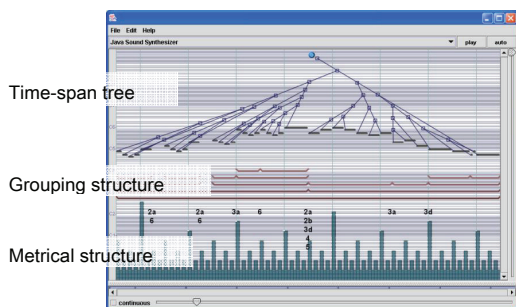 File Edit Help
Java Sound Synthesizer
play auto
Time-span tree
Grouping structure
2a 2a 3a 6 2a 3a 3d
6 6 2b
3d
4
Metrical structure
continuous